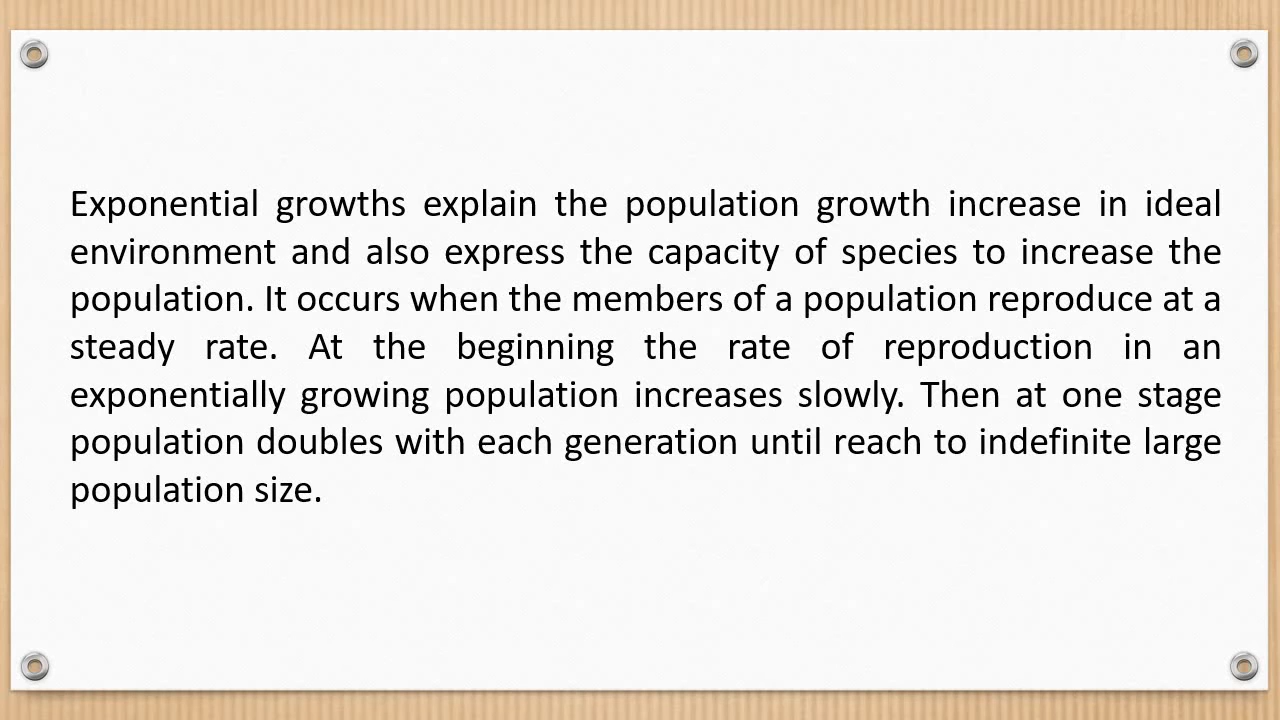 Exponential growths explain the population growth increase in ideal
environment and also express the capacity of species to increase the
population. It occurs when the members of a population reproduce at a
steady rate. At the beginning the rate of reproduction in an
exponentially growing population increases slowly. Then at one stage
population doubles with each generation until reach to indefinite large
population size.